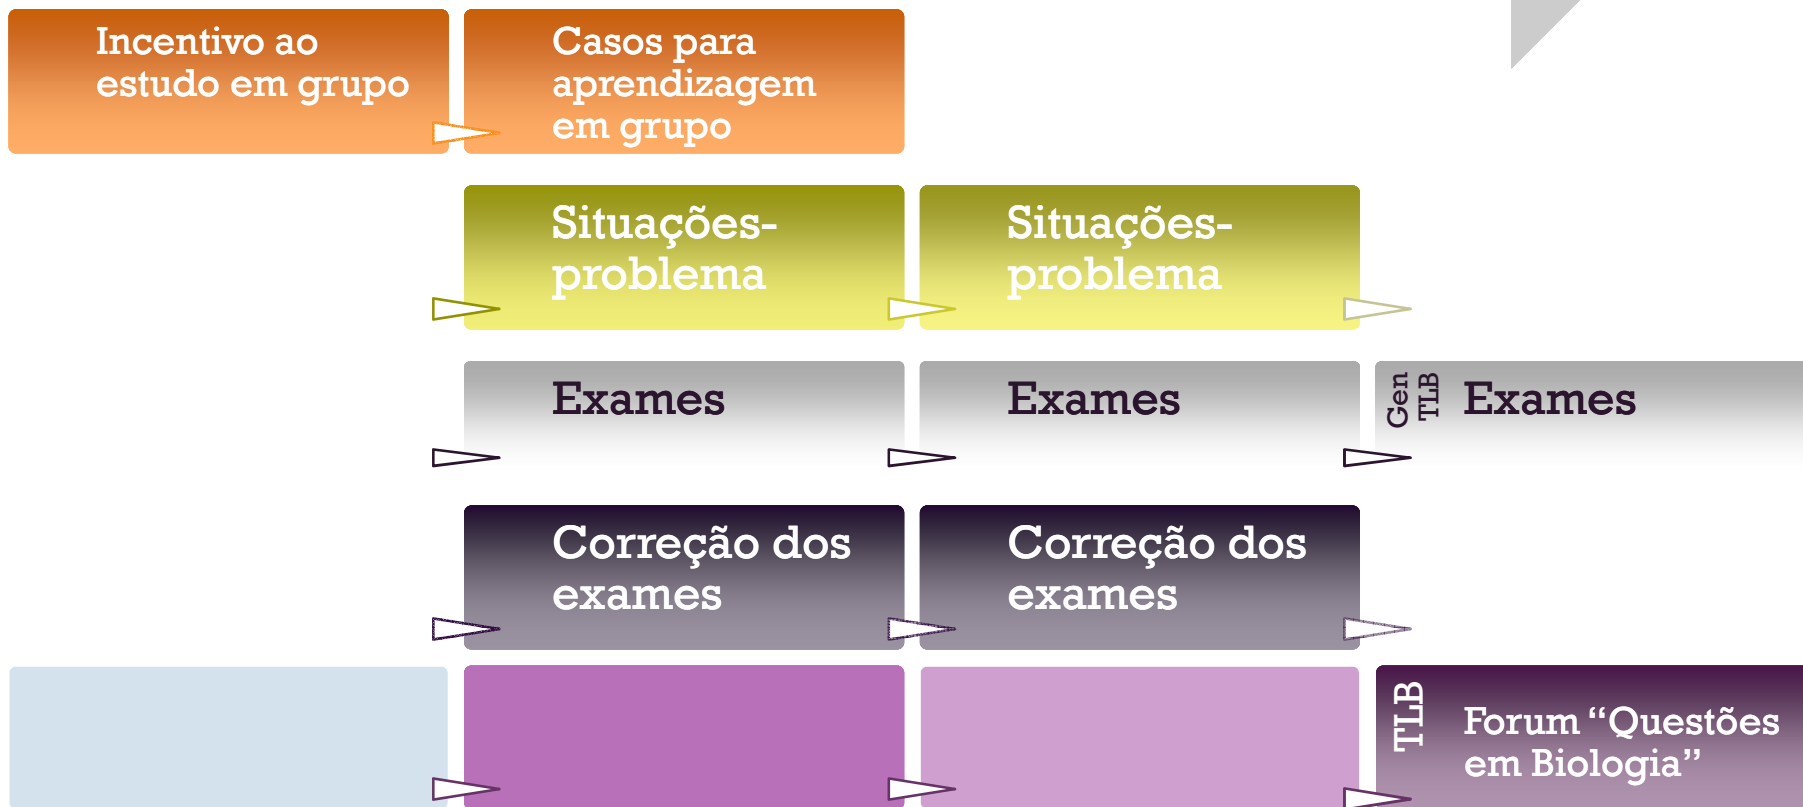 Incentivo ao
estudo em grupo
Casos para
aprendizagem
em grupo
Situações-
problema
Situações-
problema
Exames
Exames
Gen
TLB
Exames
Correção dos
exames
Correção dos
exames
TLB
Forum “Questões
em Biologia”